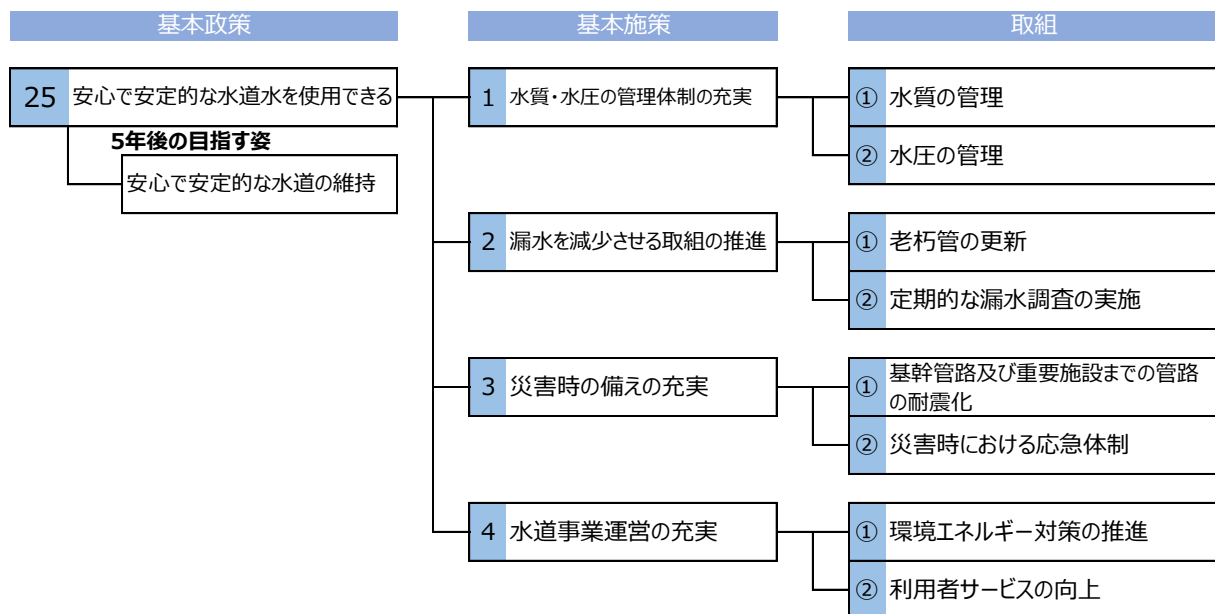 基本政策
基本施策
取組
25 安心で安定的な水道水を使用できる
5年後の目指す姿
安心で安定的な水道の維持
1 水質・水圧の管理体制の充実
① 水質の管理
② 水圧の管理
2 漏水を減少させる取組の推進
① 老朽管の更新
② 定期的な漏水調査の実施
3 災害時の備えの充実
① 基幹管路及び重要施設までの管路
の耐震化
② 災害時における応急体制
4 水道事業運営の充実
① 環境エネルギー対策の推進
② 利用者サービスの向上